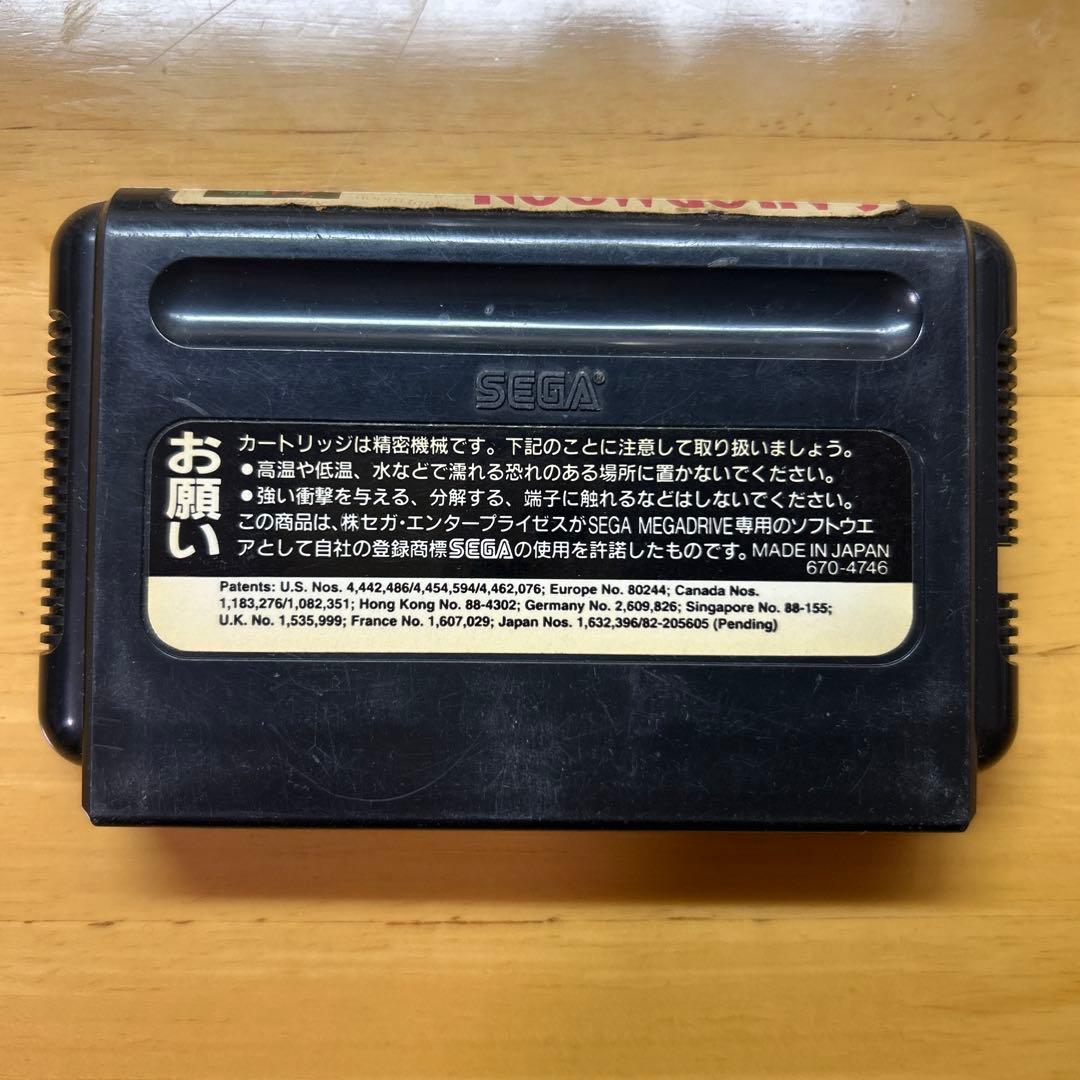 SEGA®
お願い
カートリッジは精密機械です。下記のことに注意して取り扱いましょう。
●高温や低温、水などで濡れる恐れのある場所に置かないでください。
●強い衝撃を与える、分解する、端子に触れるなどはしないでください。
この商品は、㈱セガ・エンタープライゼスがSEGA MEGADRIVE専用のソフトウエ
アとして自社の登録商標SEGAの使用を許諾したものです。MADE IN JAPAN
670-4746
Patents: U.S. Nos. 4,442,486/4,454,594/4,462,076; Europe No. 80244; Canada Nos.
1,183,276/1,082,351; Hong Kong No. 88-4302; Germany No. 2,609,826; Singapore No. 88-155;
U.K. No. 1,535,999; France No. 1,607,029; Japan Nos. 1,632,396/82-205605 (Pending)